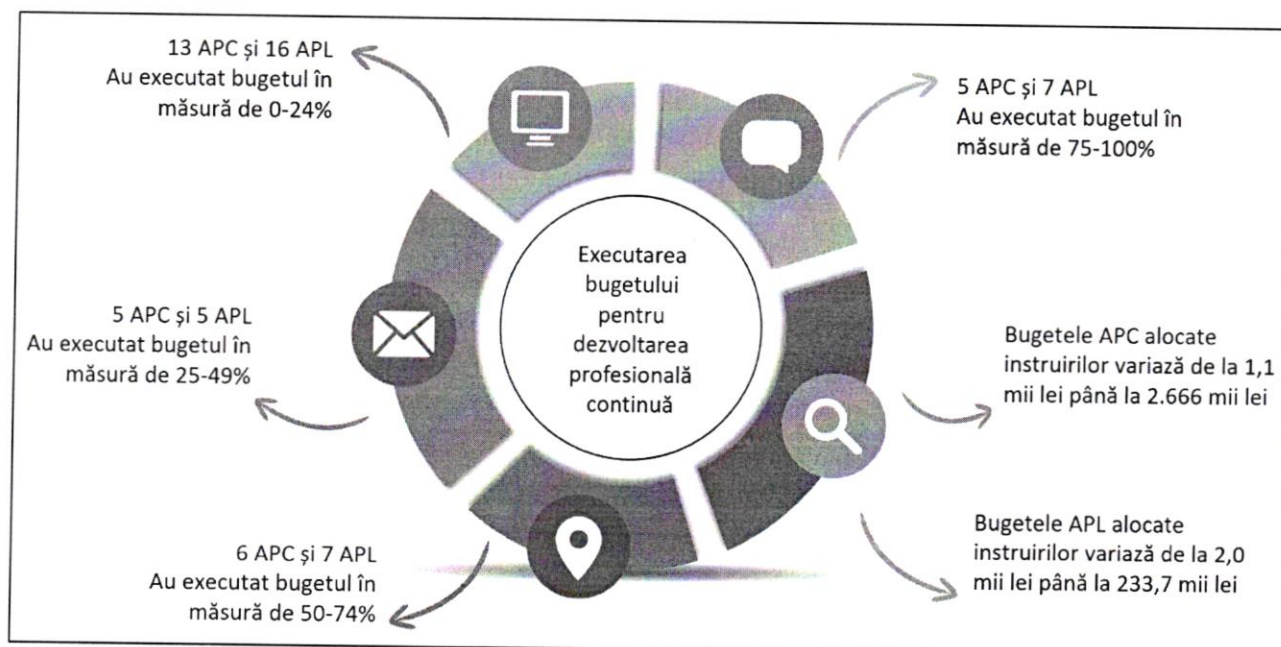 13 APC și 16 APL
Au executat bugetul în
măsură de 0-24%
5 APC și 7 APL
Au executat bugetul în
măsură de 75-100%
Executarea
bugetului
pentru
dezvoltarea
profesională
continuă
5 APC și 5 APL
Au executat bugetul în
măsură de 25-49%
Bugetele APC alocate
instruirilor variază de la 1,1
mii lei până la 2.666 mii lei
6 APC și 7 APL
Au executat bugetul în
măsură de 50-74%
Bugetele APL alocate
instruirilor variază de la 2,0
mii lei până la 233,7 mii lei